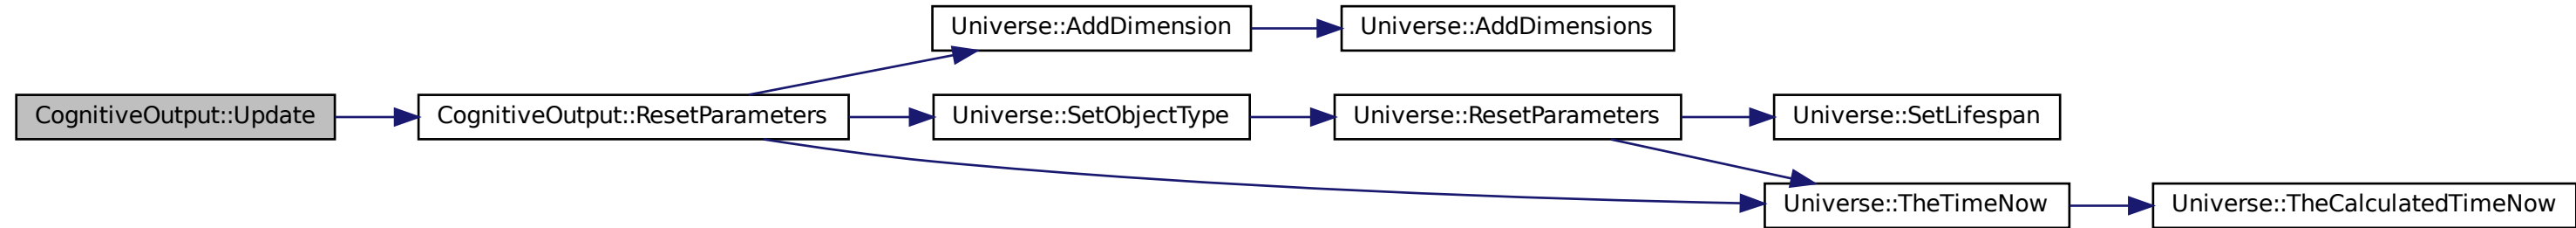 Universe::AddDimension
Universe::AddDimensions
CognitiveOutput::Update
CognitiveOutput::ResetParameters
Universe::SetObjectType
Universe::ResetParameters
Universe::SetLifespan
Universe::TheTimeNow
Universe::TheCalculatedTimeNow